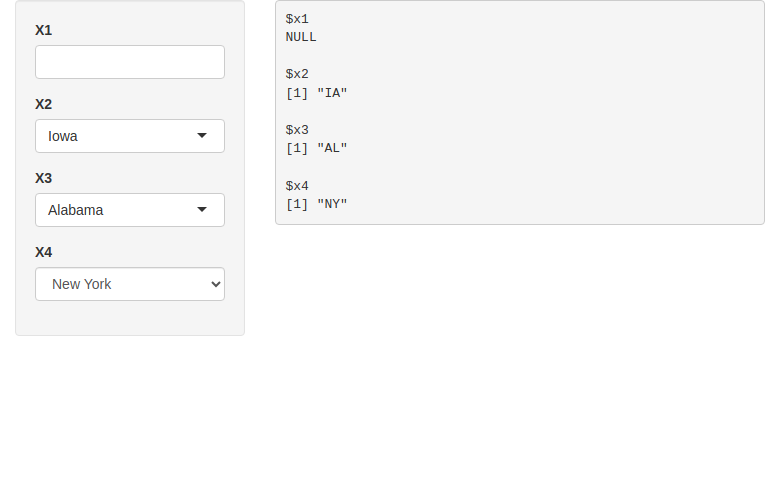 X1
X2
Iowa
X3
Alabama
X4
New York
$x1
NULL
$x2
[1] "IA"
$x3
[1] "AL"
$x4
[1] "NY"